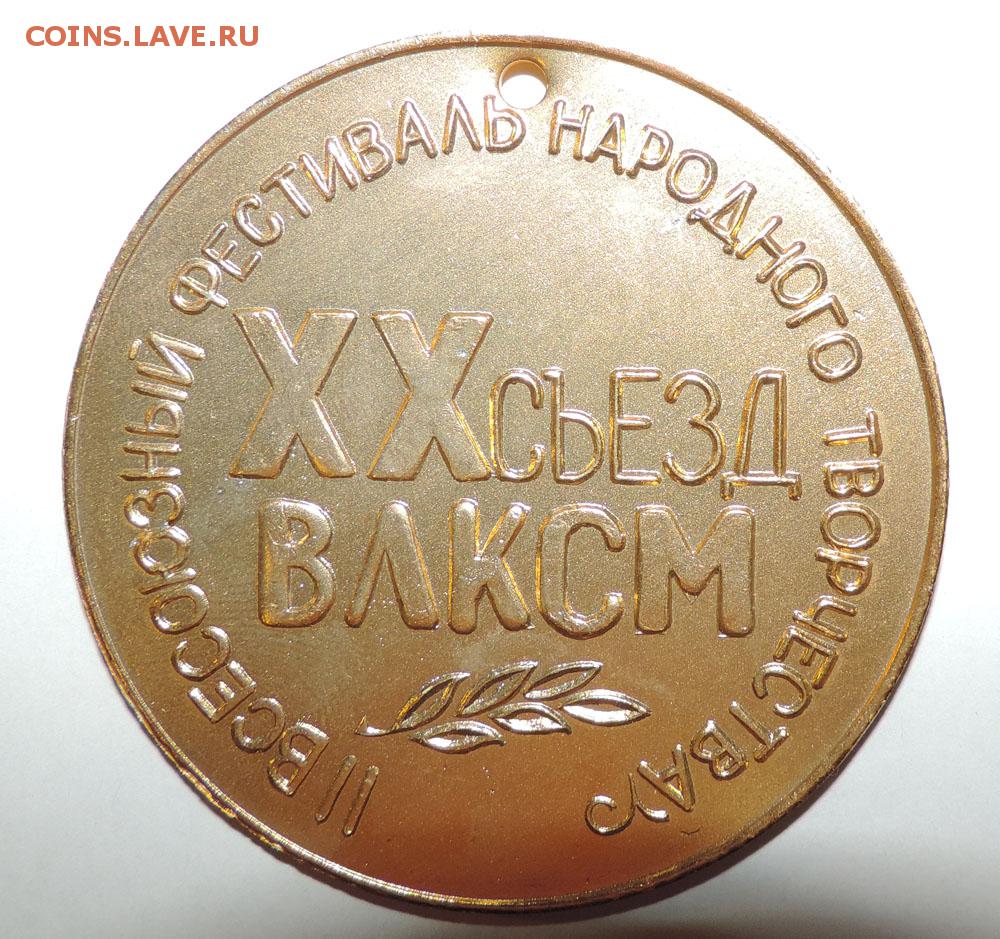 COINS.LAVE.RU
II ВСЕСОЮЗНЫЙ ФЕСТИВАЛЬ НАРОДНОГО ТВОРЧЕСТВА
XX СЪЕЗД
ВЛКСМ